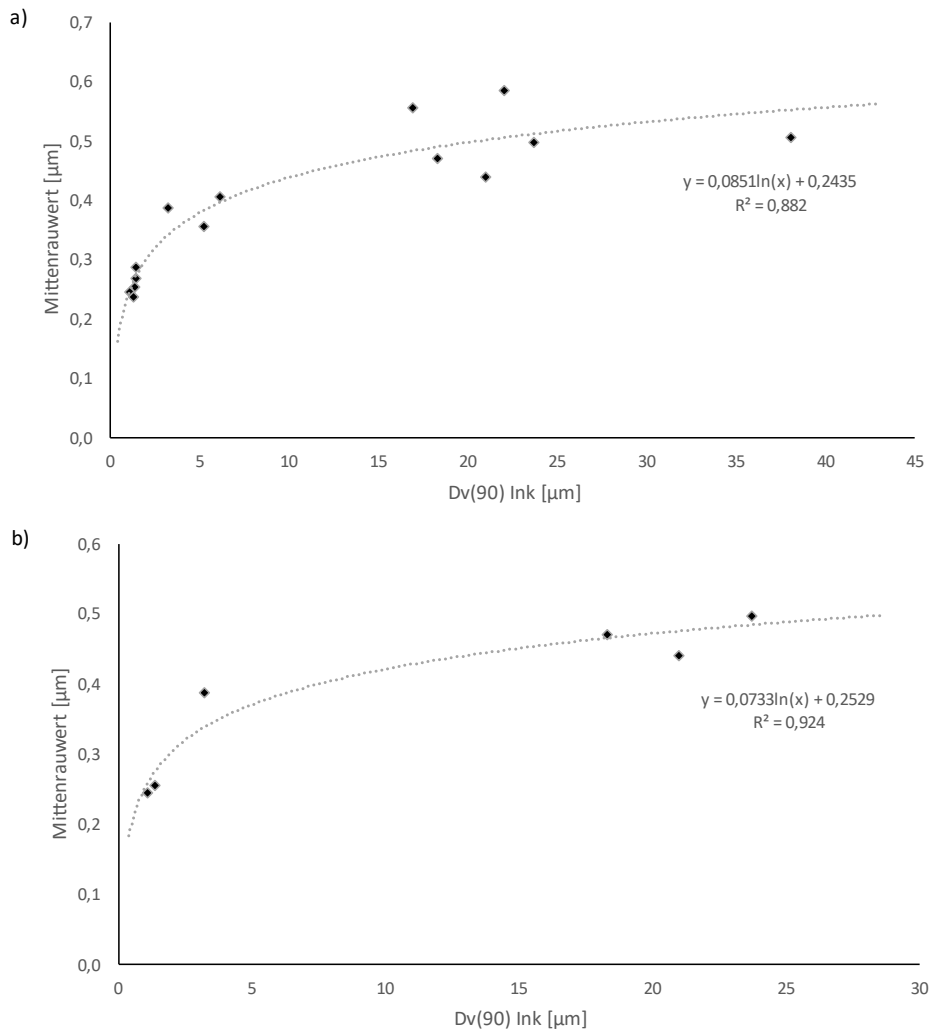 a)
0,7
0,6
0,5
0,4
0,3
0,2
0,1
0,0
Mittenrauwert [µm]
y = 0,0851ln(x) + 0,2435
R² = 0,882
0 5 10 15 20 25 30 35 40 45
Dv(90) Ink [µm]
b)
0,6
0,5
0,4
0,3
0,2
0,1
0,0
Mittenrauwert [µm]
y = 0,0733ln(x) + 0,2529
R² = 0,924
0 5 10 15 20 25 30
Dv(90) Ink [µm]